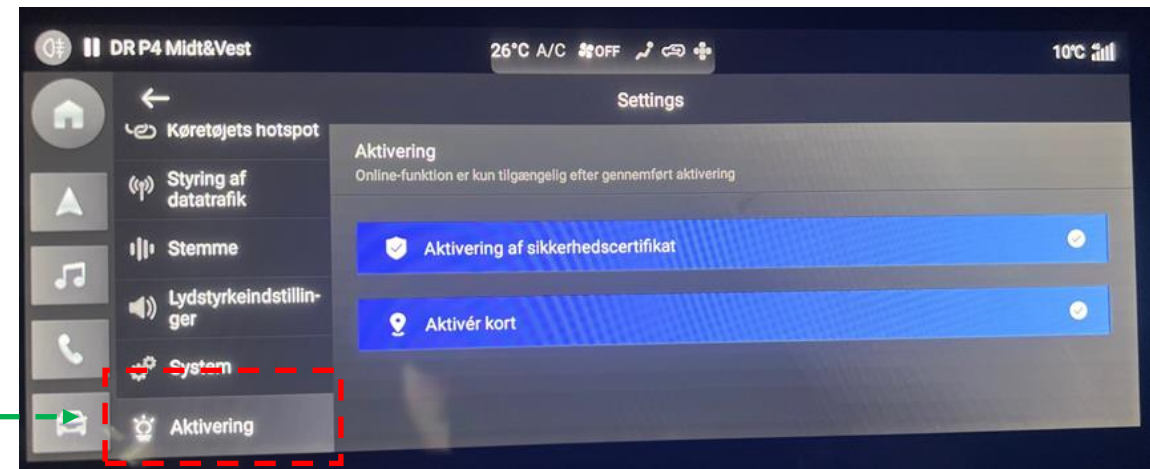 DR P4 Midt&Vest
26°C A/C OFF
10°C 4G
Settings
Køretøjets hotspot
Styring af
datatrafik
Stemme
Lydstyrkeindstillin-
ger
System
Aktivering
Aktivering
Online-funktion er kun tilgængelig efter gennemført aktivering
Aktivering af sikkerhedscertifikat
Aktivér kort